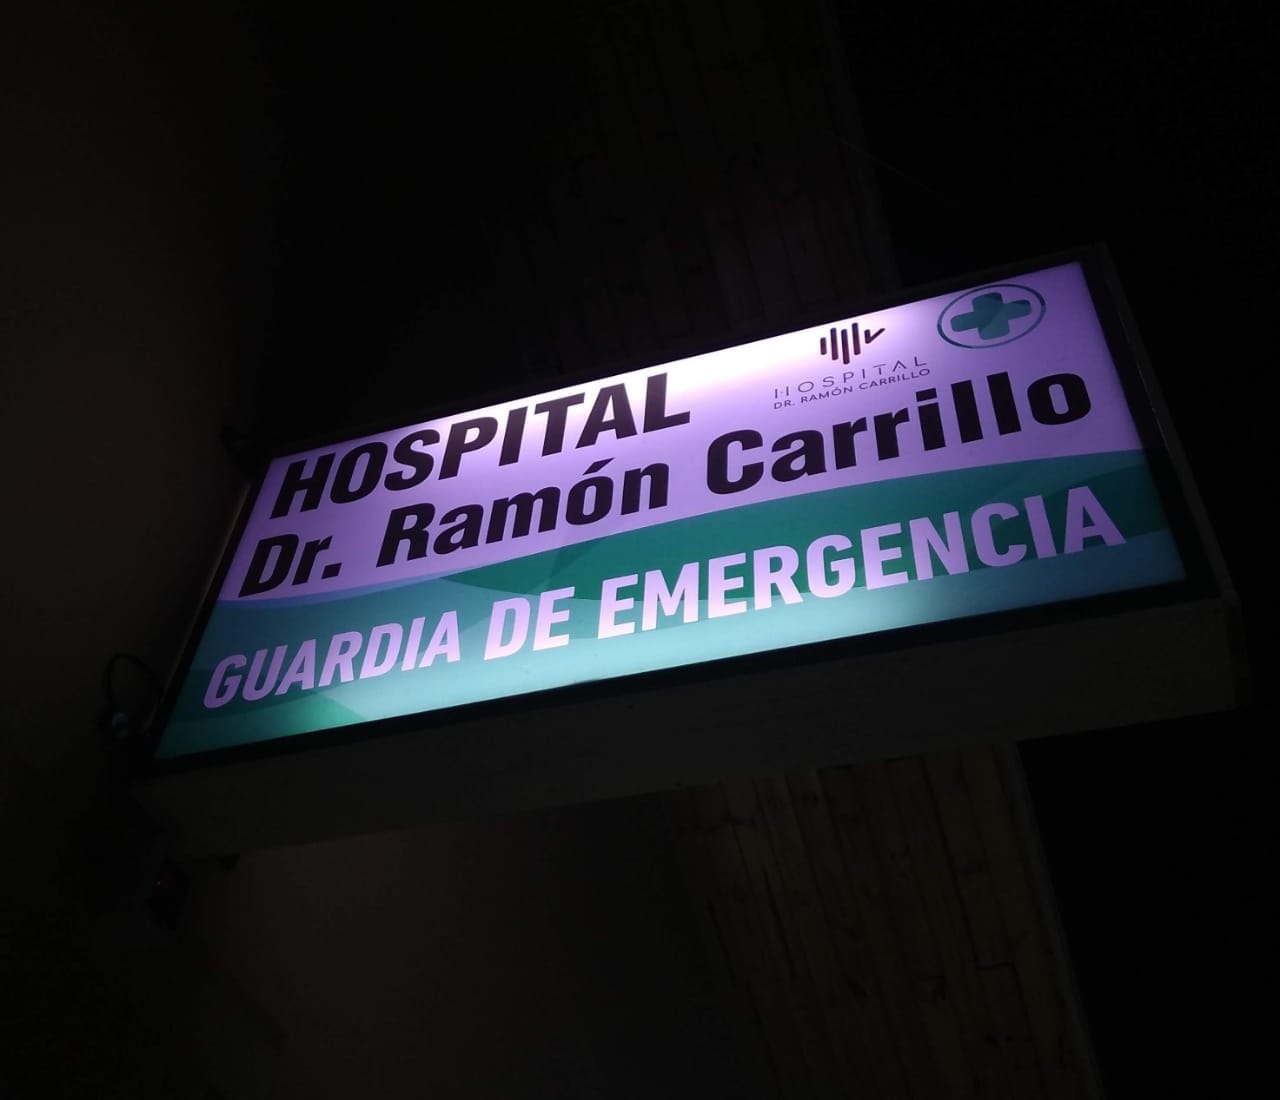 HOSPITAL
DR. RAMÓN CARRILLO
HOSPITAL
Dr. Ramón Carrillo
GUARDIA DE EMERGENCIA